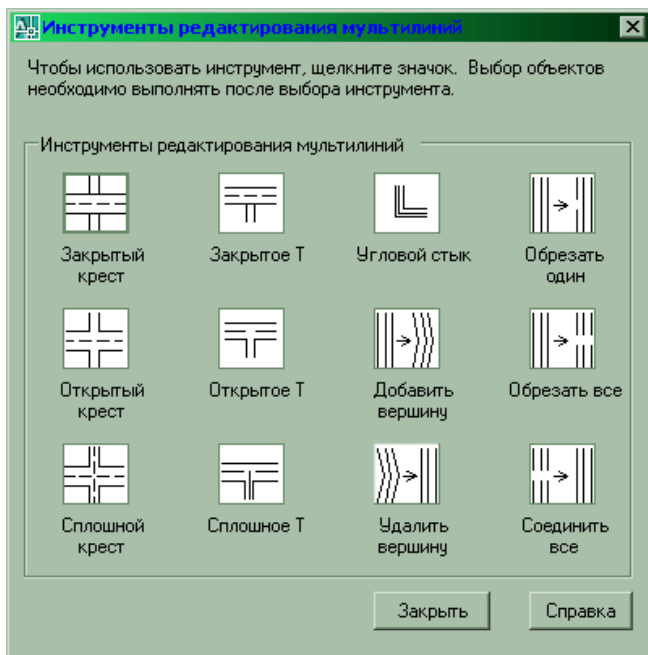 Инструменты редактирования мультилиний
Чтобы использовать инструмент, щелкните значок. Выбор объектов
необходимо выполнять после выбора инструмента.
Инструменты редактирования мультилиний
Закрытый
крест
Закрытое Т
Угловой стык
Обрезать
один
Открытый
крест
Открытое Т
Добавить
вершину
Обрезать все
Сплошной
крест
Сплошное Т
Удалить
вершину
Соединить
все
Закрыть
Справка